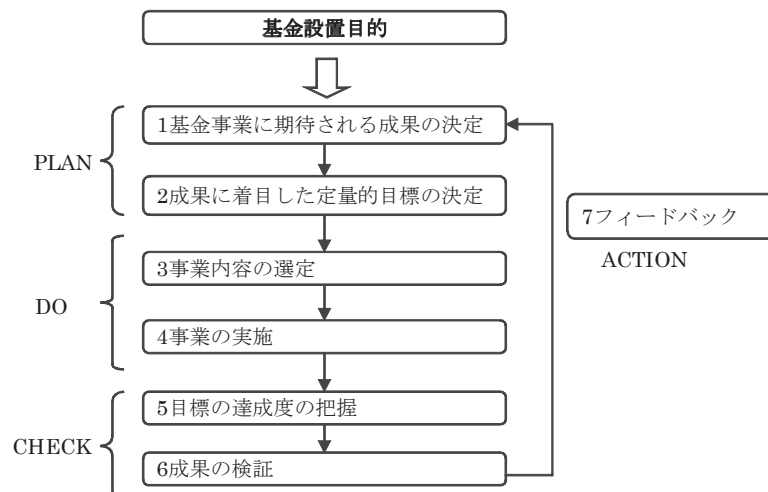 基金設置目的
1基金事業に期待される成果の決定
PLAN
2成果に着目した定量的目標の決定
7フィードバック
ACTION
3事業内容の選定
DO
4事業の実施
5目標の達成度の把握
CHECK
6成果の検証